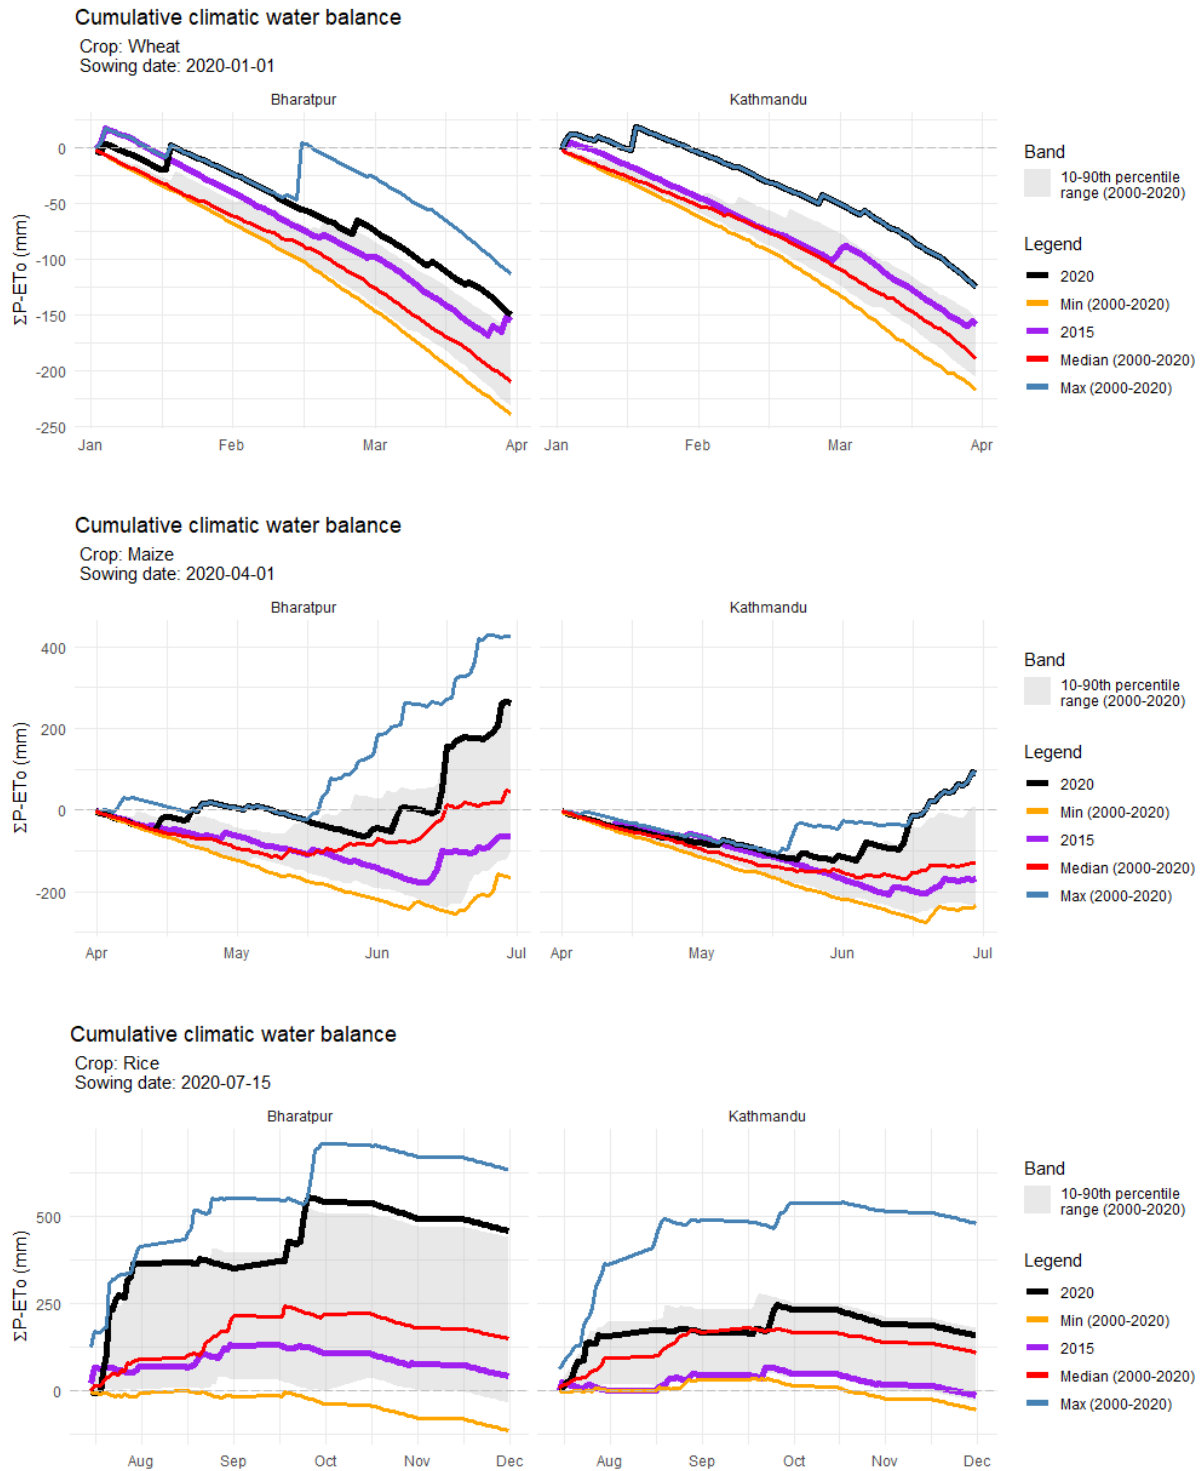 Cumulative climatic water balance
Crop: Wheat
Sowing date: 2020-01-01
Bharatpur
Kathmandu
ΣP-ETo (mm)
0
-50
-100
-150
-200
-250
Jan
Feb
Mar
Apr
Jan
Feb
Mar
Apr
Band
10-90th percentile
range (2000-2020)
Legend
2020
Min (2000-2020)
2015
Median (2000-2020)
Max (2000-2020)
Cumulative climatic water balance
Crop: Maize
Sowing date: 2020-04-01
Bharatpur
Kathmandu
ΣP-ETo (mm)
400
200
0
-200
Apr
May
Jun
Jul
Apr
May
Jun
Jul
Band
10-90th percentile
range (2000-2020)
Legend
2020
Min (2000-2020)
2015
Median (2000-2020)
Max (2000-2020)
Cumulative climatic water balance
Crop: Rice
Sowing date: 2020-07-15
Bharatpur
Kathmandu
ΣP-ETo (mm)
500
250
0
Aug
Sep
Oct
Nov
Dec
Aug
Sep
Oct
Nov
Dec
Band
10-90th percentile
range (2000-2020)
Legend
2020
Min (2000-2020)
2015
Median (2000-2020)
Max (2000-2020)